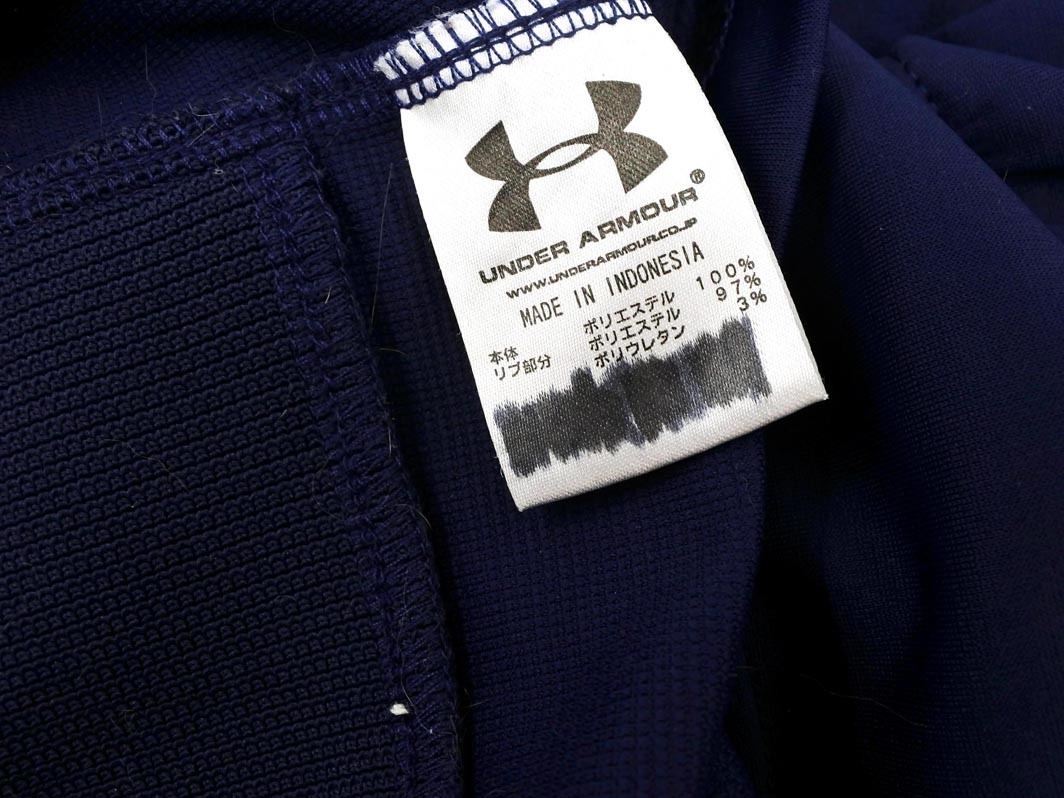 UNDER ARMOUR®
WWW.UNDERARMOUR.CO.JP
MADE IN INDONESIA
本体 ポリエステル 100%
リブ部分 ポリエステル 97%
ポリウレタン 3%